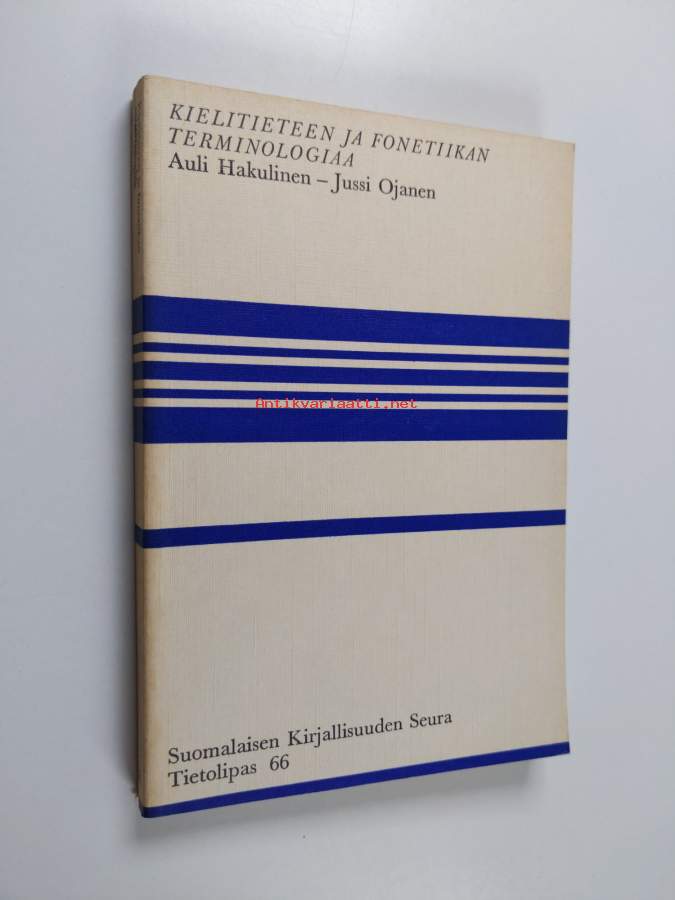 KIELITIETEEN JA FONETIIKAN
TERMINOLOGIAA
Auli Hakulinen – Jussi Ojanen
Antikvariaatti.net
Suomalaisen Kirjallisuuden Seura
Tietolipas 66